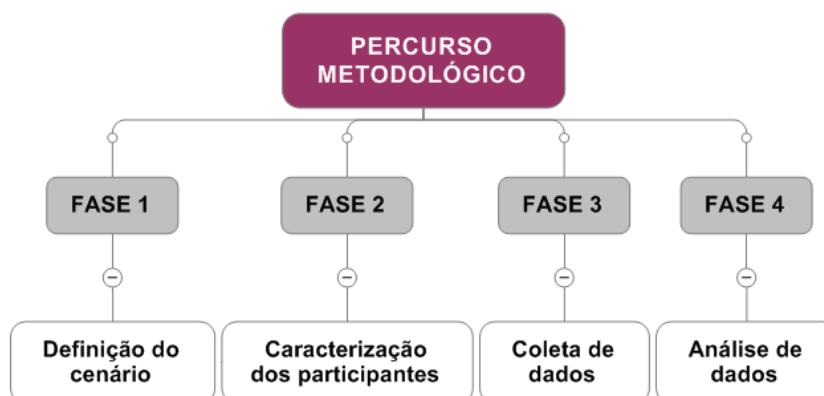 PERCURSO
METODOLÓGICO
FASE 1
FASE 2
FASE 3
FASE 4
Definição do
cenário
Caracterização
dos participantes
Coleta de
dados
Análise de
dados